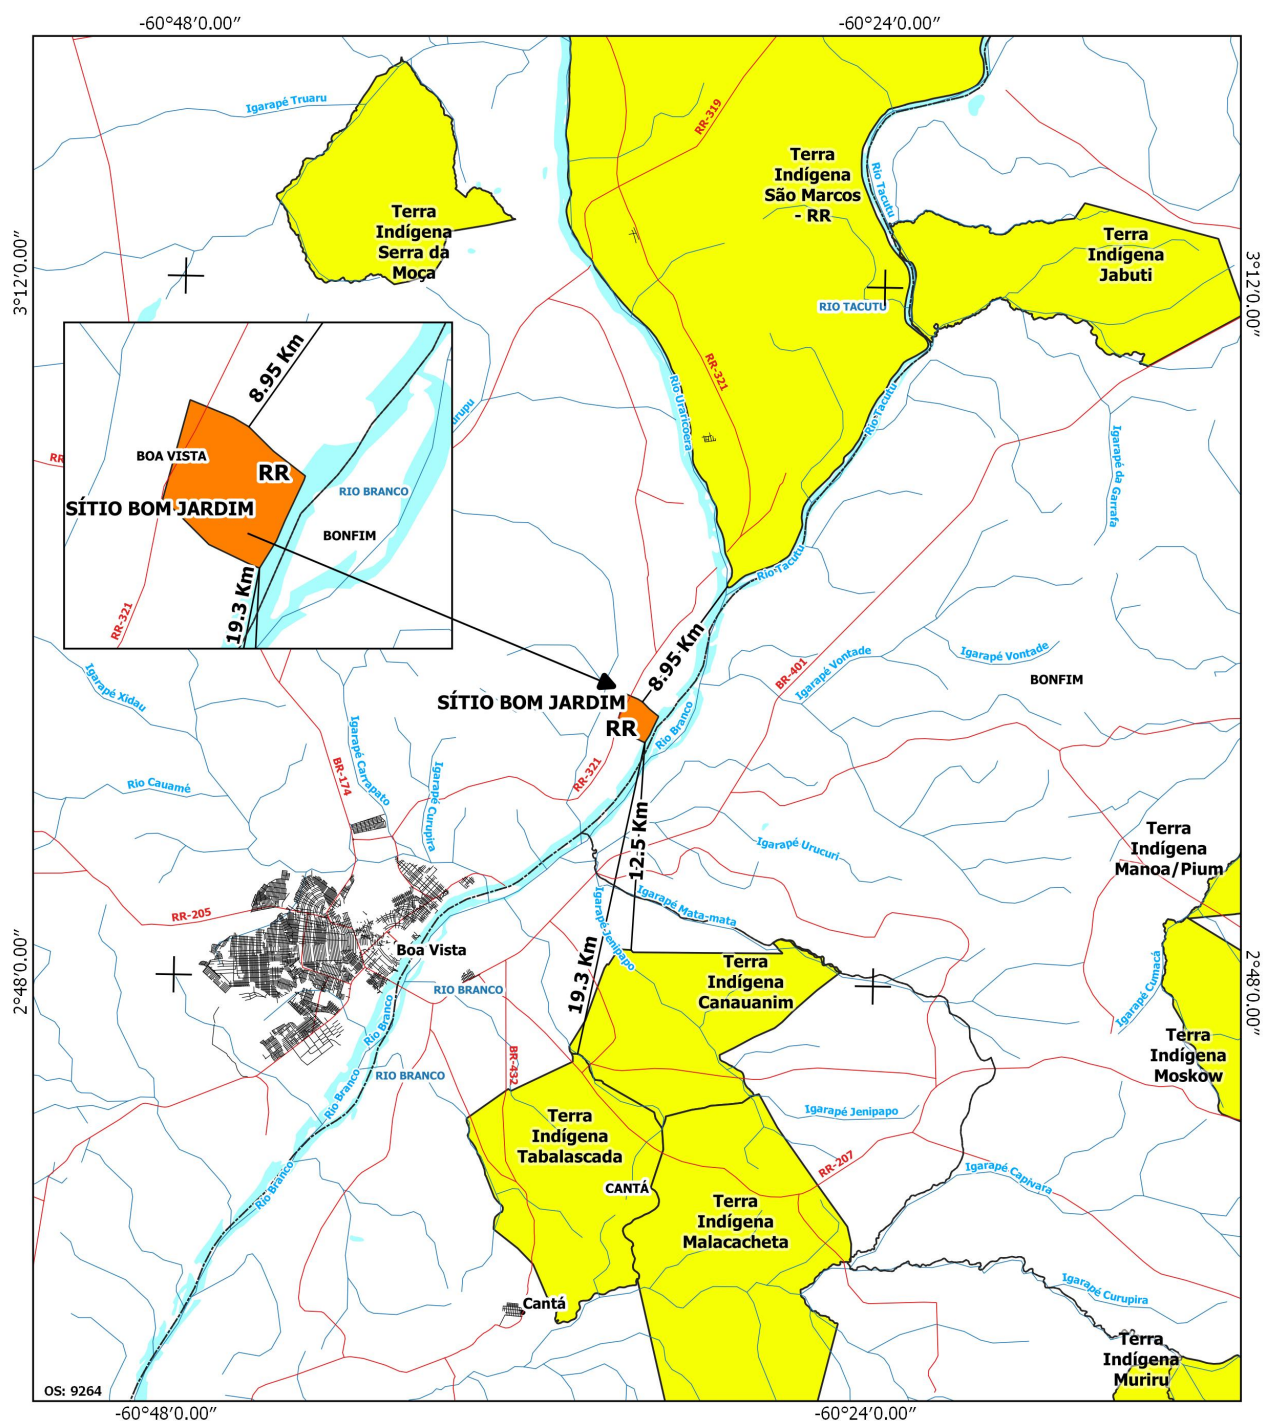 -60°48′0.00″
-60°24′0.00″
3°12′0.00″
3°12′0.00″
2°48′0.00″
2°48′0.00″
-60°48′0.00″
-60°24′0.00″
Igarapé Truaru
RR-319
Terra
Indígena
São Marcos
- RR
Rio Tacutu
Terra
Indígena
Serra da
Moça
Terra
Indígena
Jabuti
RIO TACUTU
8.95 Km
BOA VISTA
RR
SÍTIO BOM JARDIM
RIO BRANCO
BONFIM
19.3 Km
RR-321
RR
urupu
Rio Uraricoera
RR-321
Rio Tacutu
Igarapé da Garrafa
Rio Tacutu
8.95 Km
SÍTIO BOM JARDIM
RR
Rio Branco
RR-321
BR-401
Igarapé Vontade
Igarapé Vontade
BONFIM
Igarapé Xidau
Igarapé Carrapato
BR-174
Igarapé Curupira
Rio Cauamé
12.5 Km
Igarapé Urucuri
Terra
Indígena
Manoa/Pium
Igarapé Mata-mata
Igarapé Jenipapo
RR-205
Boa Vista
RIO BRANCO
19.3 Km
Terra
Indígena
Canauanim
Igarapé Cumacá
Rio Branco
Terra
Indígena
Moskow
BR-432
RIO BRANCO
Rio Branco
Igarapé Jenipapo
Terra
Indígena
Tabalascada
RR-207
Igarapé Capivara
Rio Branco
CANTÁ
Terra
Indígena
Malacacheta
Igarapé Curupira
Cantá
Terra
Indígena
Muriru
OS: 9264